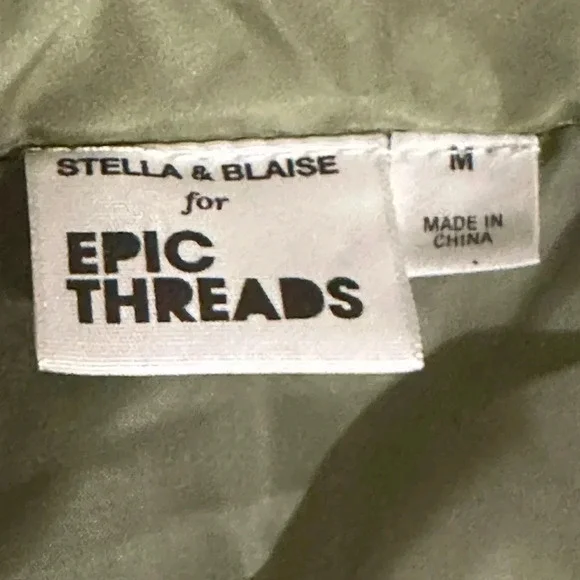 STELLA & BLAISE
for
EPIC
THREADS
M
MADE IN
CHINA